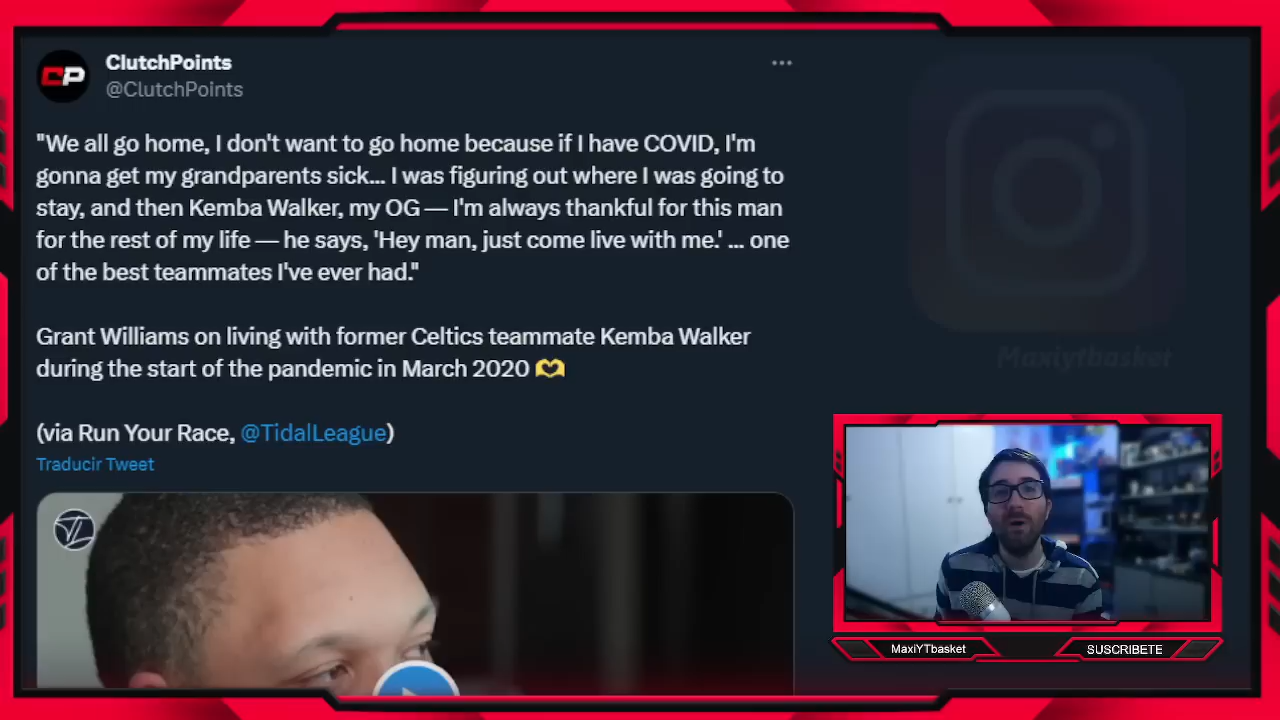 ClutchPoints
@ClutchPoints
"We all go home, I don't want to go home because if I have COVID, I'm
gonna get my grandparents sick... I was figuring out where I was going to
stay, and then Kemba Walker, my OG — I'm always thankful for this man
for the rest of my life — he says, 'Hey man, just come live with me.' ... one
of the best teammates I've ever had."
Grant Williams on living with former Celtics teammate Kemba Walker
during the start of the pandemic in March 2020 🫶
(via Run Your Race, @TidalLeague)
Traducir Tweet
Maxiytbasket
MaxiYTbasket
SUSCRIBETE